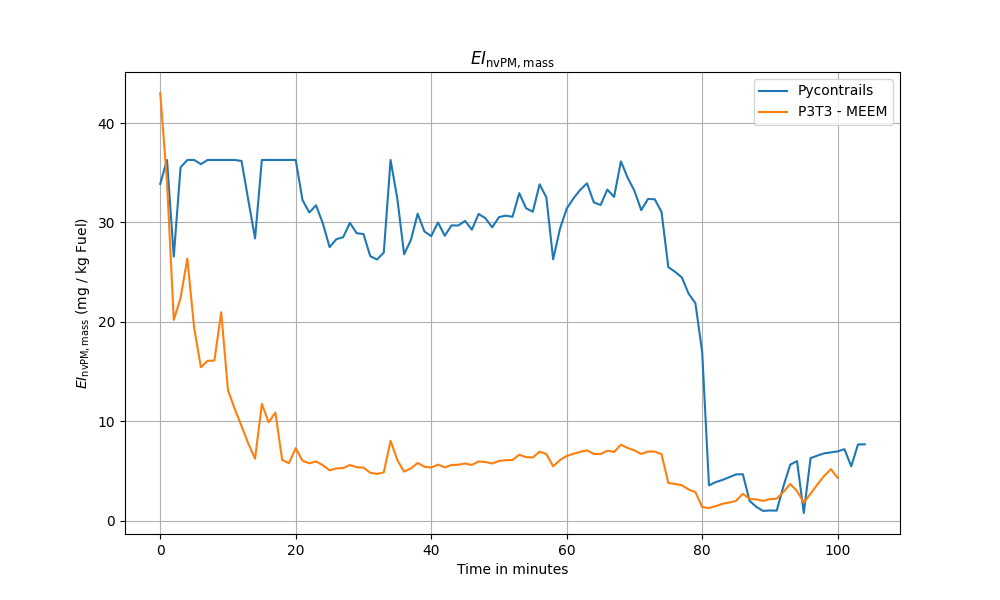 EI_nvPM, mass
Pycontrails
P3T3 - MEEM
EI_nvPM, mass (mg / kg Fuel)
40
30
20
10
0
0 20 40 60 80 100
Time in minutes